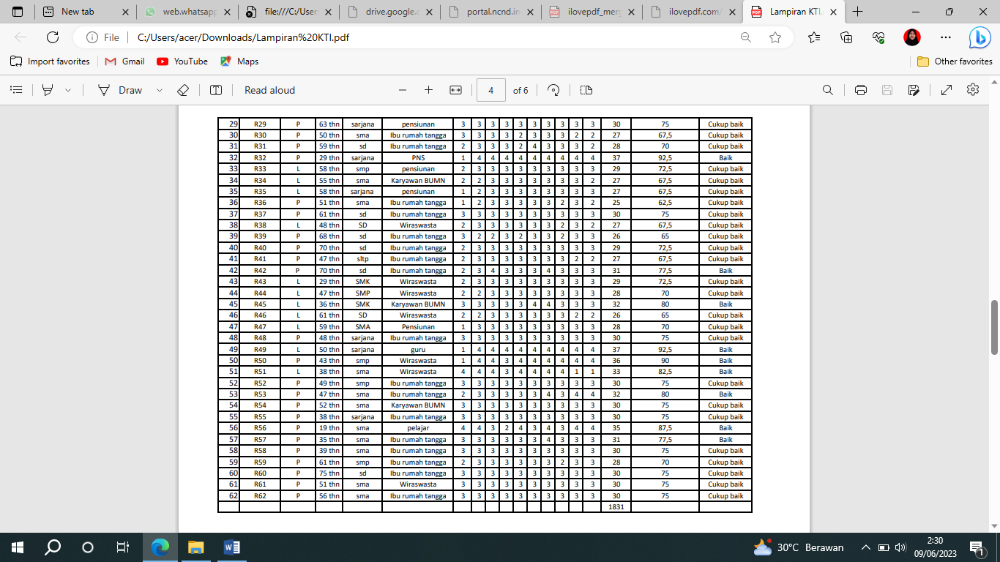 New tab
web.whatsapp
file:///C:/User
drive.google.c
portal.ncnd.in
ilovepdf_merg
ilovepdf.com/
Lampiran KTI.p
File C:/Users/acer/Downloads/Lampiran%20KTI.pdf
Import favorites Gmail YouTube Maps Other favorites
Draw Read aloud 4 of 6
29 R29 P 63 thn sarjana pensiunan 3 3 3 3 3 3 3 3 3 3 30 75 Cukup baik
30 R30 P 50 thn sma Ibu rumah tangga 3 3 3 3 2 3 3 3 2 2 27 67,5 Cukup baik
31 R31 P 59 thn sd Ibu rumah tangga 2 3 3 3 2 4 3 3 3 2 28 70 Cukup baik
32 R32 P 29 thn sarjana PNS 1 4 4 4 4 4 4 4 4 4 37 92,5 Baik
33 R33 L 58 thn smp pensiunan 2 3 3 3 3 3 3 3 3 3 29 72,5 Cukup baik
34 R34 L 55 thn sma Karyawan BUMN 2 2 3 3 3 3 3 3 3 2 27 67,5 Cukup baik
35 R35 L 58 thn sarjana pensiunan 1 2 3 3 3 3 3 3 3 3 27 67,5 Cukup baik
36 R36 P 51 thn sma Ibu rumah tangga 1 2 3 3 3 3 3 2 3 2 25 62,5 Cukup baik
37 R37 P 61 thn sd Ibu rumah tangga 3 3 3 3 3 3 3 3 3 3 30 75 Cukup baik
38 R38 L 48 thn SD Wiraswasta 2 3 3 3 3 3 3 2 3 2 27 67,5 Cukup baik
39 R39 P 68 thn sd Ibu rumah tangga 3 2 2 3 2 3 3 2 3 3 26 65 Cukup baik
40 R40 P 70 thn sd Ibu rumah tangga 2 3 3 3 3 3 3 3 3 3 29 72,5 Cukup baik
41 R41 P 47 thn sltp Ibu rumah tangga 2 3 3 3 3 3 3 3 2 2 27 67,5 Cukup baik
42 R42 P 70 thn sd Ibu rumah tangga 2 3 4 3 3 3 4 3 3 3 31 77,5 Baik
43 R43 L 29 thn SMK Wiraswasta 2 3 3 3 3 3 3 3 3 3 29 72,5 Cukup baik
44 R44 L 47 thn SMP Wiraswasta 2 2 3 3 3 3 3 3 3 3 28 70 Cukup baik
45 R45 L 36 thn SMK Karyawan BUMN 3 3 3 3 3 4 4 3 3 3 32 80 Baik
46 R46 L 61 thn SD Wiraswasta 2 2 3 3 3 3 3 3 2 2 26 65 Cukup baik
47 R47 L 59 thn SMA Pensiunan 1 3 3 3 3 3 3 3 3 3 28 70 Cukup baik
48 R48 P 48 thn sarjana Ibu rumah tangga 3 3 3 3 3 3 3 3 3 3 30 75 Cukup baik
49 R49 L 50 thn sarjana guru 1 4 4 4 4 4 4 4 4 4 37 92,5 Baik
50 R50 P 43 thn smp Wiraswasta 1 4 4 3 4 4 4 4 4 4 36 90 Baik
51 R51 L 38 thn sma Wiraswasta 4 4 4 3 4 4 4 4 1 1 33 82,5 Baik
52 R52 P 49 thn smp Ibu rumah tangga 3 3 3 3 3 3 3 3 3 3 30 75 Cukup baik
53 R53 P 47 thn sma Ibu rumah tangga 2 3 3 3 3 3 4 3 4 4 32 80 Baik
54 R54 P 52 thn sma Karyawan BUMN 3 3 3 3 3 3 3 3 3 3 30 75 Cukup baik
55 R55 P 38 thn sarjana Ibu rumah tangga 3 3 3 3 3 3 3 3 3 3 30 75 Cukup baik
56 R56 P 19 thn sma pelajar 4 4 3 2 4 3 4 3 4 4 35 87,5 Baik
57 R57 P 35 thn sma Ibu rumah tangga 3 3 3 3 3 3 4 3 3 3 31 77,5 Baik
58 R58 P 39 thn sma Ibu rumah tangga 3 3 3 3 3 3 3 3 3 3 30 75 Cukup baik
59 R59 P 61 thn smp Ibu rumah tangga 2 3 3 3 3 3 3 2 3 3 28 70 Cukup baik
60 R60 P 75 thn sd Ibu rumah tangga 3 3 3 3 3 3 3 3 3 3 30 75 Cukup baik
61 R61 P 51 thn sma Wiraswasta 3 3 3 3 3 3 3 3 3 3 30 75 Cukup baik
62 R62 P 56 thn sma Ibu rumah tangga 3 3 3 3 3 3 3 3 3 3 30 75 Cukup baik
1831
30°C Berawan
2:30
09/06/2023
1